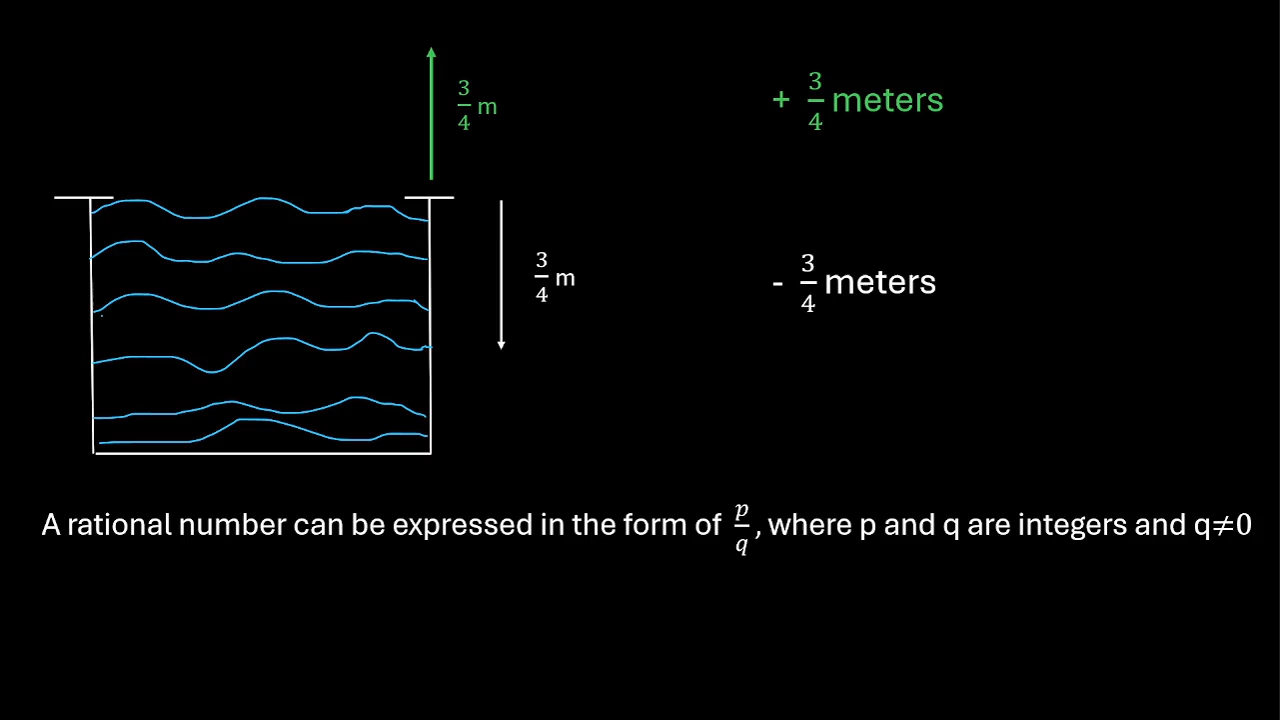 3/4 m
+ 3/4 meters
3/4 m
- 3/4 meters
A rational number can be expressed in the form of p/q, where p and q are integers and q≠0